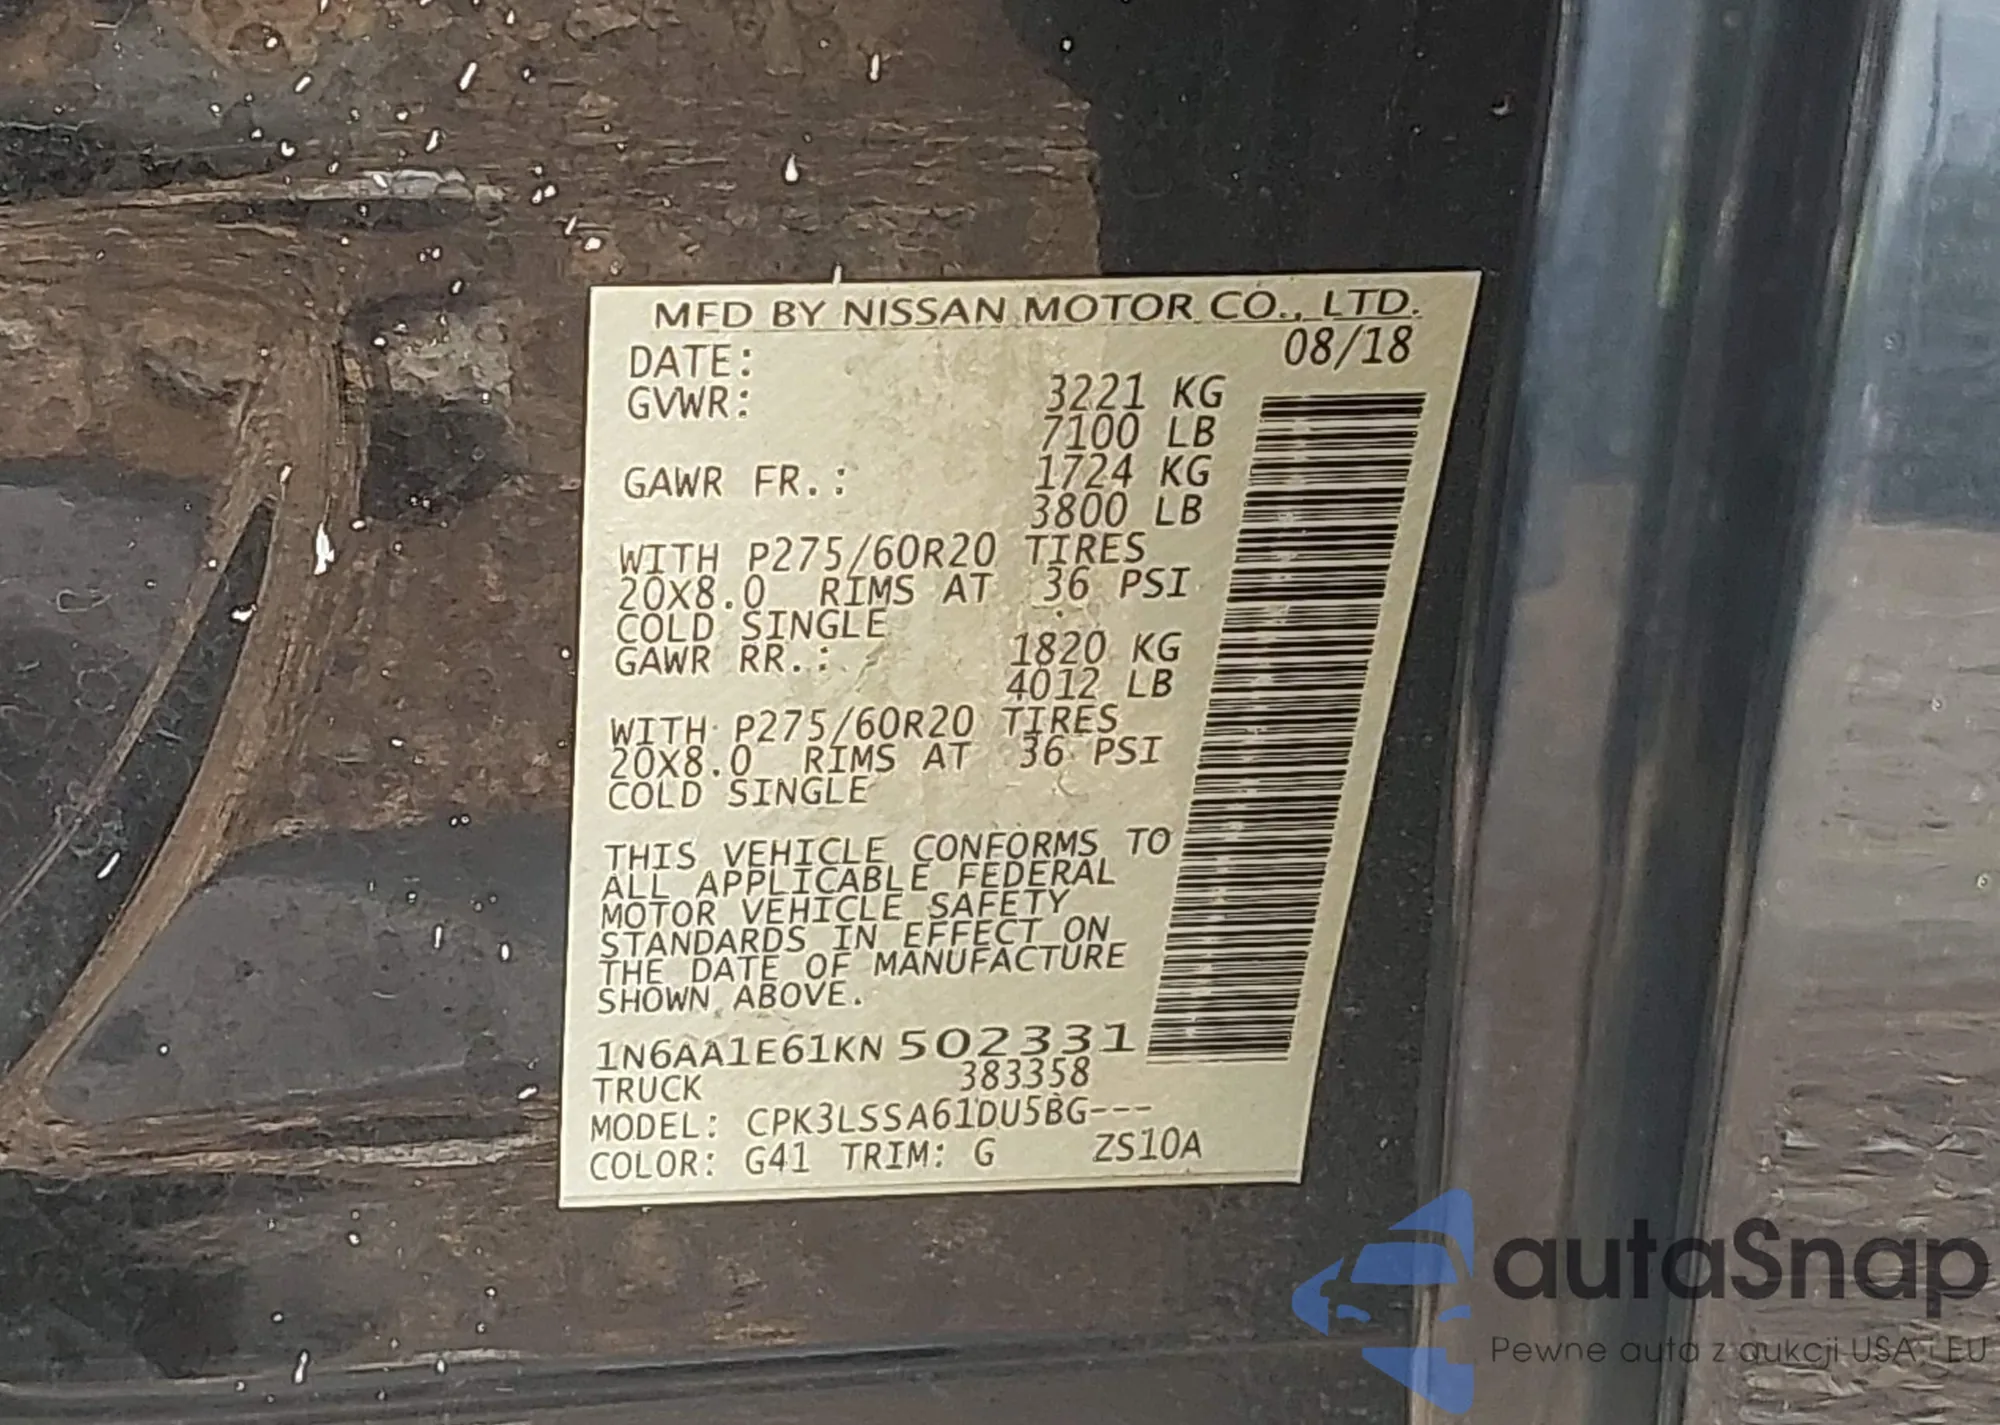 MFD BY NISSAN MOTOR CO., LTD.
DATE: 08/18
GVWR: 3221 KG
7100 LB
GAWR FR.: 1724 KG
3800 LB
WITH P275/60R20 TIRES
20X8.0 RIMS AT 36 PSI
COLD SINGLE
GAWR RR.: 1820 KG
4012 LB
WITH P275/60R20 TIRES
20X8.0 RIMS AT 36 PSI
COLD SINGLE
THIS VEHICLE CONFORMS TO
ALL APPLICABLE FEDERAL
MOTOR VEHICLE SAFETY
STANDARDS IN EFFECT ON
THE DATE OF MANUFACTURE
SHOWN ABOVE.
1N6AA1E61KN502331
TRUCK 383358
MODEL: CPK3LSSA61DU5BG---
COLOR: G41 TRIM: G ZS10A
autaSnap
Pewne auta z aukcji USA i EU